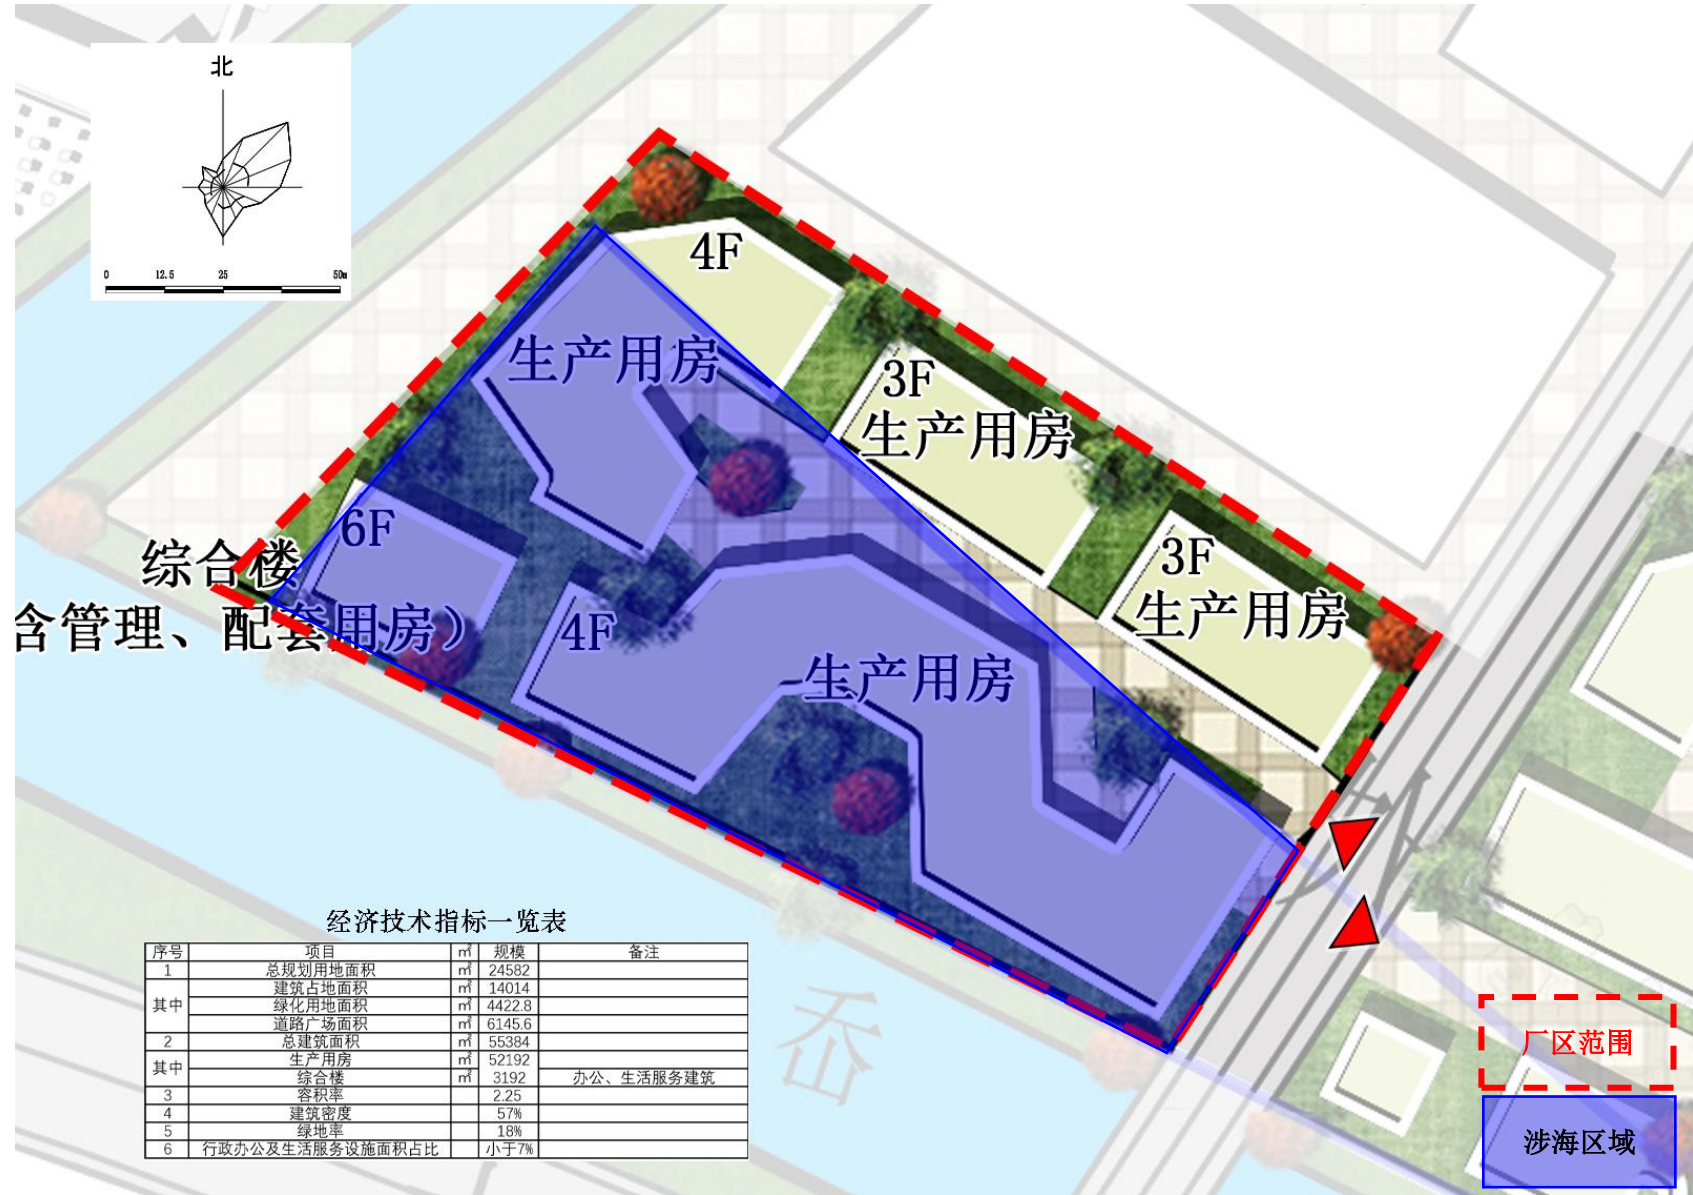 北
0 12.5 25 50m
4F
生产用房
3F
生产用房
6F
综合楼
含管理、配套用房）
3F
生产用房
4F
生产用房
岙
经济技术指标一览表
序号 项目 ㎡ 规模 备注
1 总规划用地面积 ㎡ 24582
其中 建筑占地面积 ㎡ 14014
绿化用地面积 ㎡ 4422.8
道路广场面积 ㎡ 6145.6
2 总建筑面积 ㎡ 55384
其中 生产用房 ㎡ 52192
综合楼 ㎡ 3192 办公、生活服务建筑
3 容积率 2.25
4 建筑密度 57%
5 绿地率 18%
6 行政办公及生活服务设施面积占比 小于7%
厂区范围
涉海区域